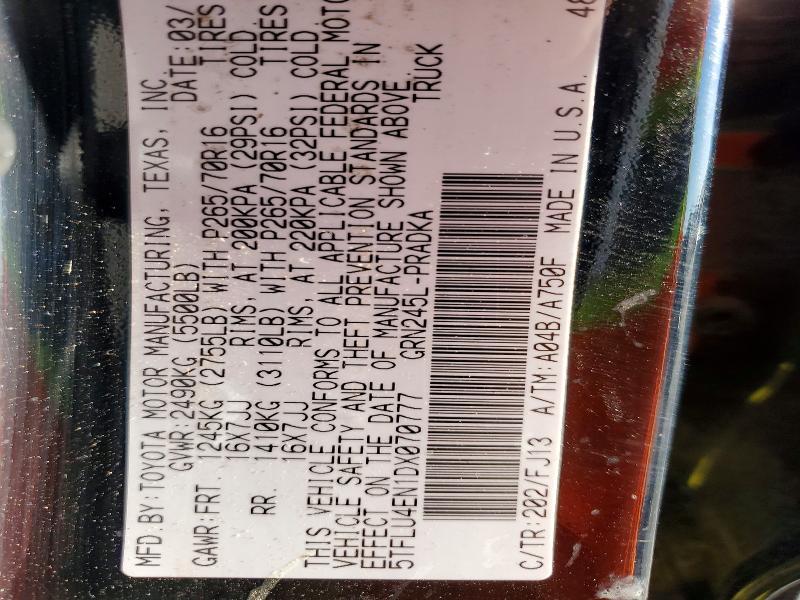 MFD.BY:TOYOTA MOTOR MANUFACTURING, TEXAS, INC.
GVWR:2490KG (5500LB) DATE:03/
GAWR:FRT. 1245KG (2755LB) WITH P265/70R16 TIRES
16X7JJ RIMS, AT 200KPA (29PSI) COLD
RR. 1410KG (3110LB) WITH P265/70R16 TIRES
16X7JJ RIMS, AT 220KPA (32PSI) COLD
THIS VEHICLE CONFORMS TO ALL APPLICABLE FEDERAL MOTO
VEHICLE SAFETY AND THEFT PREVENTION STANDARDS IN
EFFECT ON THE DATE OF MANUFACTURE SHOWN ABOVE.
5TFLU4EN1DX070777 TRUCK
GRN245L-PRADKA
C/TR:202/FJ13 A/TM:A04B/A750F MADE IN U.S.A. 48